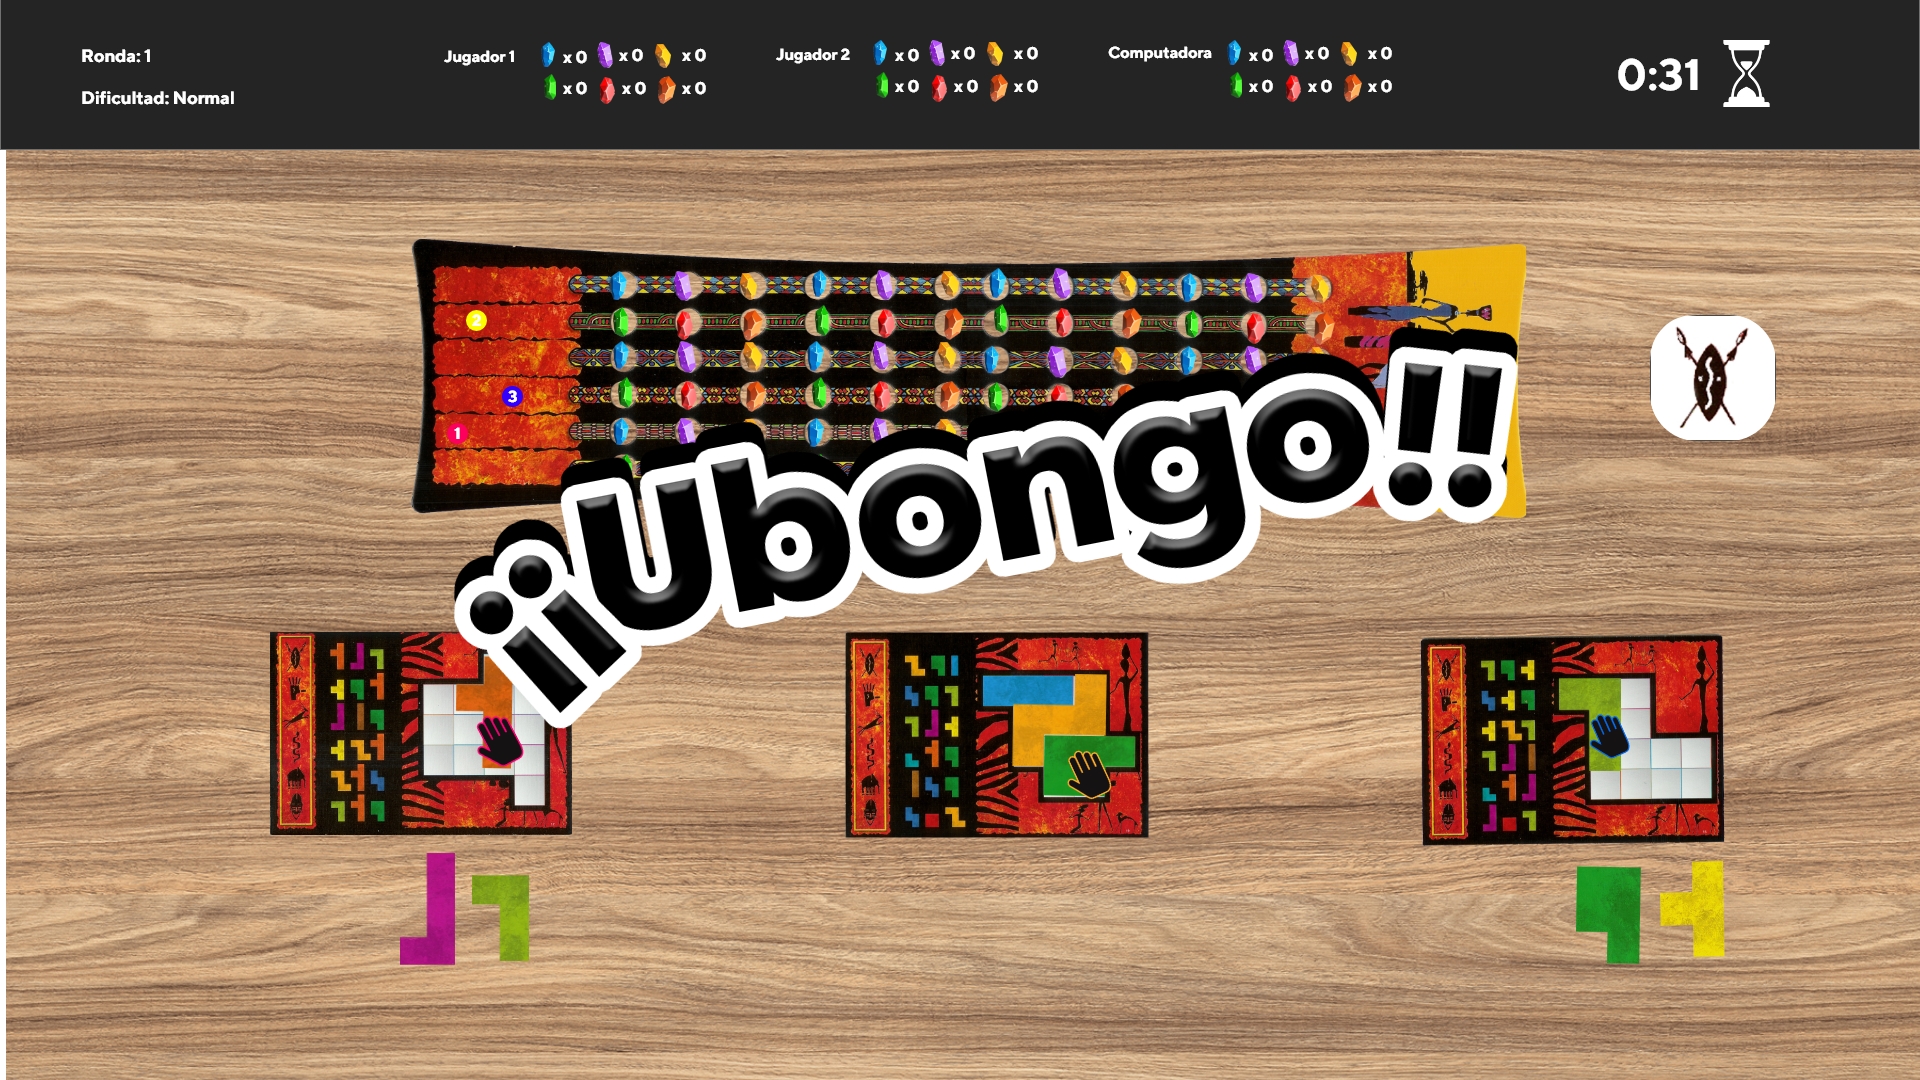 Ronda: 1
Dificultad: Normal
Jugador 1
x 0 x 0 x 0
x 0 x 0 x 0
Jugador 2
x 0 x 0 x 0
x 0 x 0 x 0
Computadora
x 0 x 0 x 0
x 0 x 0 x 0
0:31
2
3
1
¡¡Ubongo!!